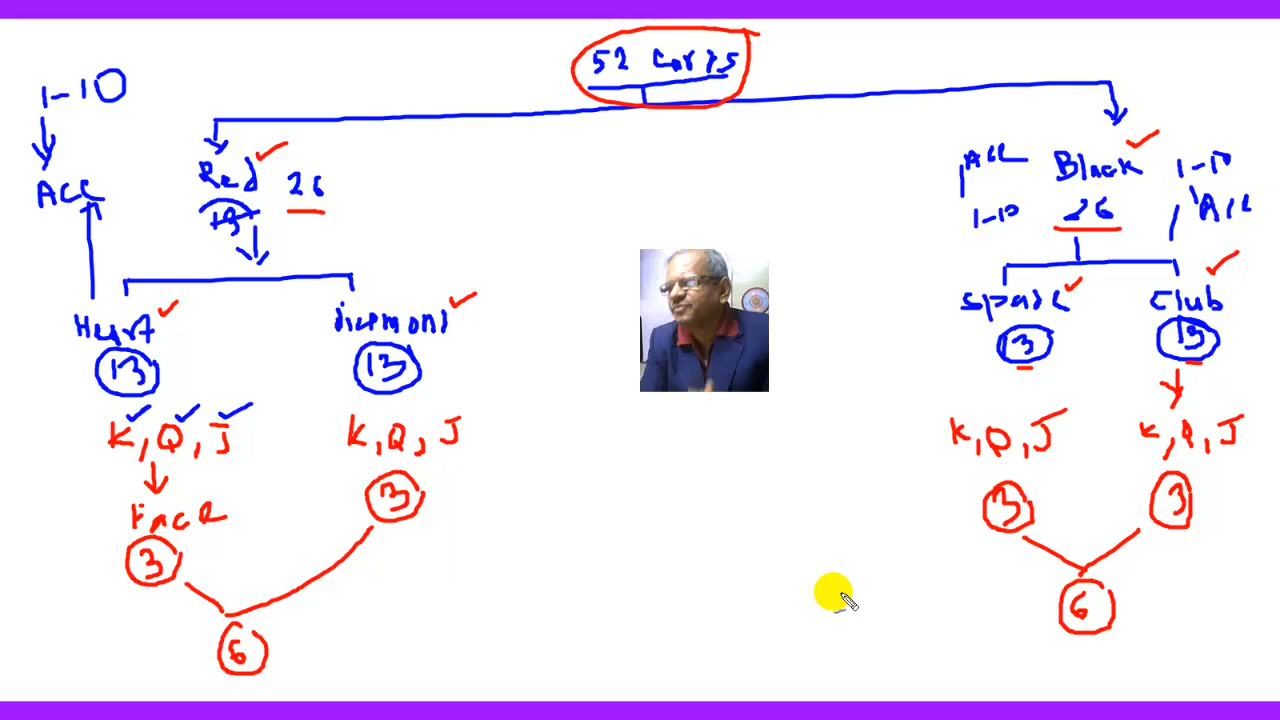 52 Cards
1-10
ACE
Red 26
Heart
13
K, Q, J
Face
3
diamond
13
K, Q, J
3
6
ACE
1-10
Black
26
1-10
ACE
Spade
13
K, Q, J
3
Club
13
K, Q, J
3
6